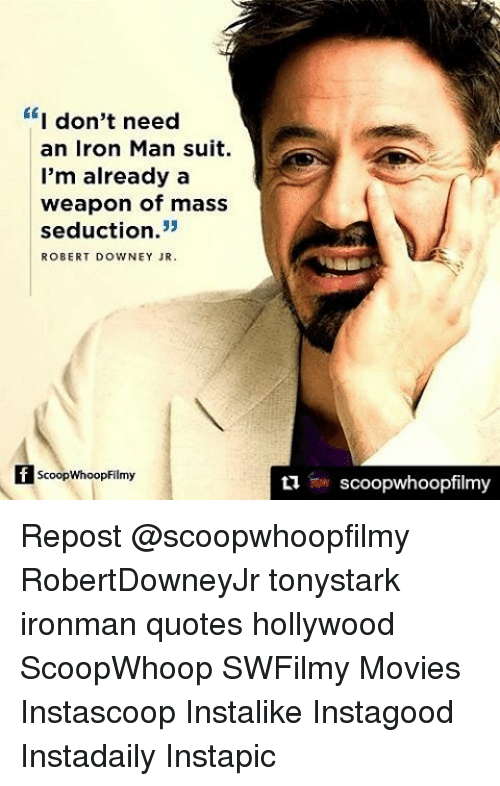 “I don't need
an Iron Man suit.
I'm already a
weapon of mass
seduction.”
ROBERT DOWNEY JR.
f ScoopWhoopFilmy
scoopwhoopfilmy
Repost @scoopwhoopfilmy
RobertDowneyJr tonystark
ironman quotes hollywood
ScoopWhoop SWFilmy Movies
Instascoop Instalike Instagood
Instadaily Instapic